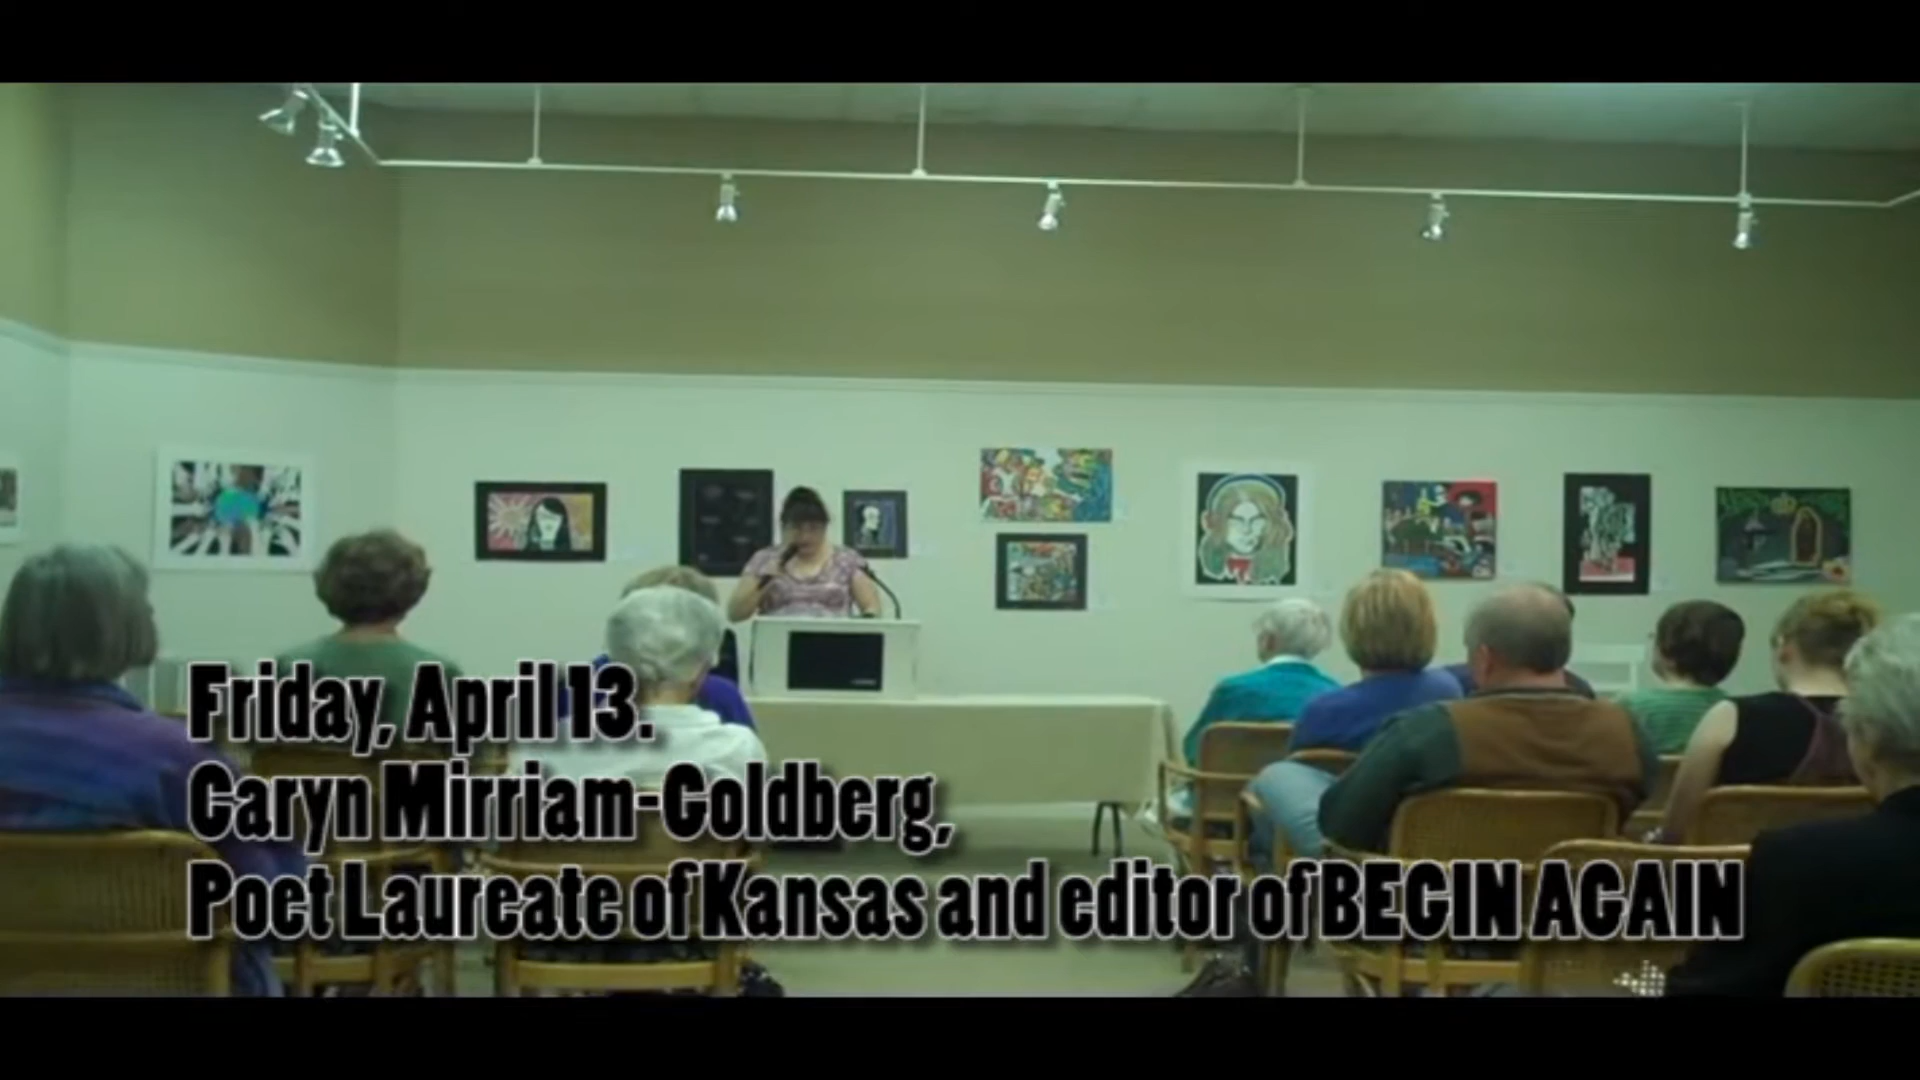 Friday, April 13.
Caryn Mirriam-Goldberg,
Poet Laureate of Kansas and editor of BEGIN AGAIN